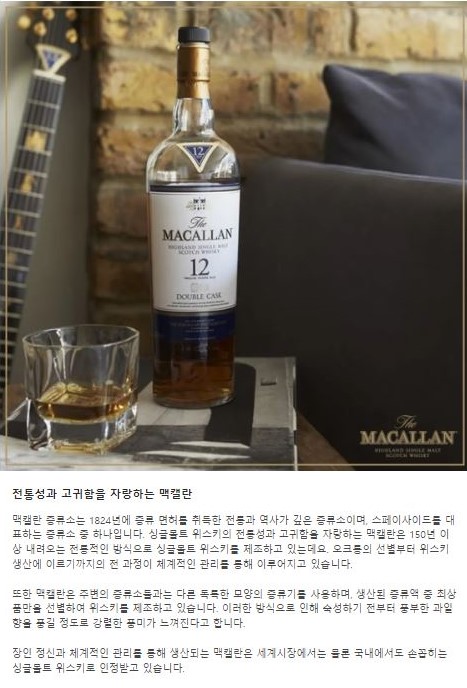 12
The
MACALLAN
HIGHLAND SINGLE MALT
SCOTCH WHISKY
12
YEARS OLD
DOUBLE CASK
The
MACALLAN
HIGHLAND SINGLE MALT
SCOTCH WHISKY
전통성과 고귀함을 자랑하는 맥캘란
맥캘란 증류소는 1824년에 증류 면허를 취득한 전통과 역사가 깊은 증류소이며, 스페이사이드를 대
표하는 증류소 중 하나입니다. 싱글몰트 위스키의 전통성과 고귀함을 자랑하는 맥캘란은 150년 이
상 내려오는 전통적인 방식으로 싱글몰트 위스키를 제조하고 있는데요. 오크통의 선별부터 위스키
생산에 이르기까지의 전 과정이 체계적인 관리를 통해 이루어지고 있습니다.
또한 맥캘란은 주변의 증류소들과는 다른 독특한 모양의 증류기를 사용하며, 생산된 증류액 중 최상
품만을 선별하여 위스키를 제조하고 있습니다. 이러한 방식으로 인해 숙성하기 전부터 풍부한 과일
향을 풍길 정도로 강렬한 풍미가 느껴진다고 합니다.
장인 정신과 체계적인 관리를 통해 생산되는 맥캘란은 세계시장에서는 물론 국내에서도 손꼽히는
싱글몰트 위스키로 인정받고 있습니다.